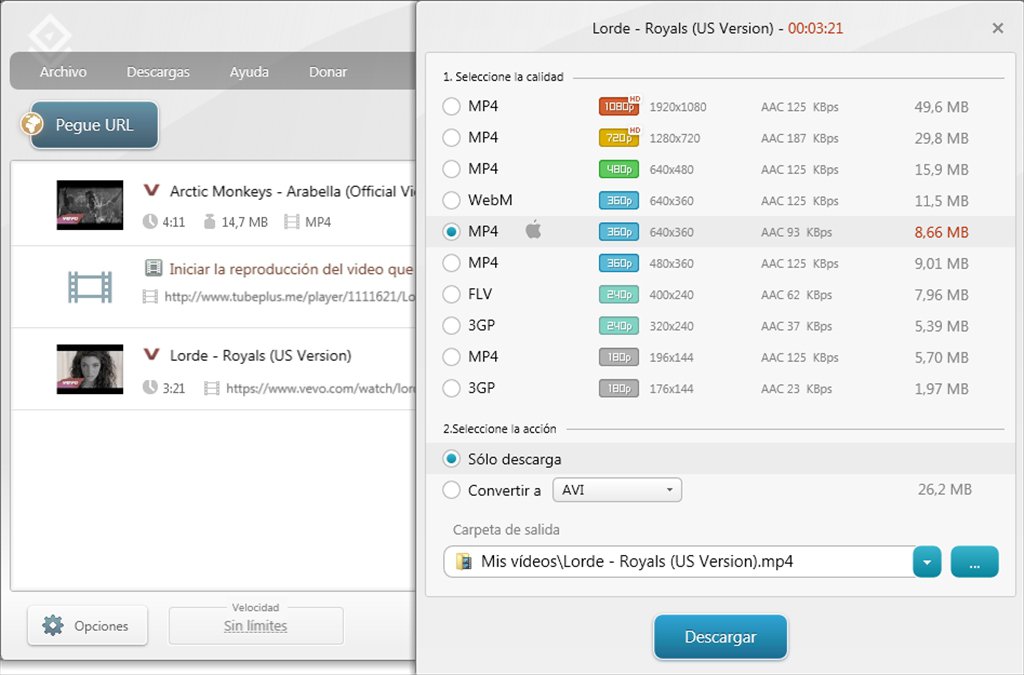 Archivo Descargas Ayuda Donar
Pegue URL
Arctic Monkeys - Arabella (Official Vi
4:11 14,7 MB MP4
Iniciar la reproducción del video que
http://www.tubeplus.me/player/1111621/Lo
vevo
Lorde - Royals (US Version)
3:21 https://www.vevo.com/watch/lor
vevo
Opciones
Velocidad
Sin límites
Lorde - Royals (US Version) - 00:03:21
1. Seleccione la calidad
MP4 1080p HD 1920x1080 AAC 125 KBps 49,6 MB
MP4 720p HD 1280x720 AAC 187 KBps 29,8 MB
MP4 480p 640x480 AAC 125 KBps 15,9 MB
WebM 360p 640x360 AAC 125 KBps 11,5 MB
MP4 360p 640x360 AAC 93 KBps 8,66 MB
MP4 360p 480x360 AAC 125 KBps 9,01 MB
FLV 240p 400x240 AAC 62 KBps 7,96 MB
3GP 240p 320x240 AAC 37 KBps 5,39 MB
MP4 180p 196x144 AAC 125 KBps 5,70 MB
3GP 180p 176x144 AAC 23 KBps 1,97 MB
2.Seleccione la acción
Sólo descarga
Convertir a AVI 26,2 MB
Carpeta de salida
Mis vídeos\Lorde - Royals (US Version).mp4
...
Descargar